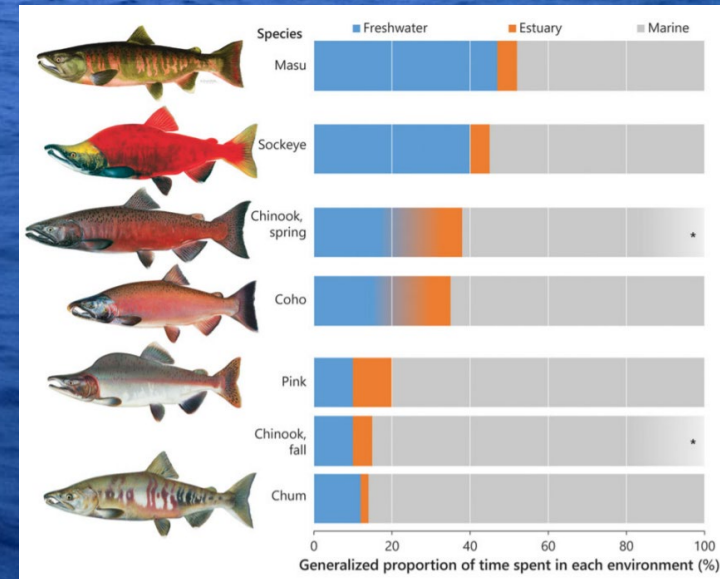 Species
Freshwater Estuary Marine
Masu
Sockeye
Chinook,
spring
*
Coho
Pink
Chinook,
fall
*
Chum
0 20 40 60 80 100
Generalized proportion of time spent in each environment (%)